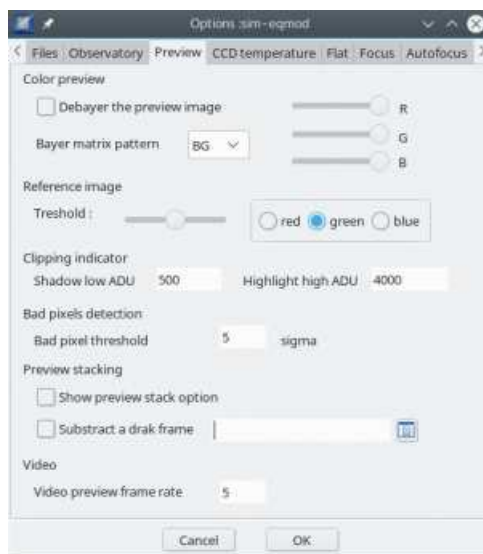 Options :sim-eqmod
Files Observatory Preview CCD temperature Flat Focus Autofocus
Color preview
Debayer the preview image
R
Bayer matrix pattern BG
G
B
Reference image
Treshold :
red green blue
Clipping indicator
Shadow low ADU 500 Highlight high ADU 4000
Bad pixels detection
Bad pixel threshold 5 sigma
Preview stacking
Show preview stack option
Substract a drak frame
Video
Video preview frame rate 5
Cancel OK